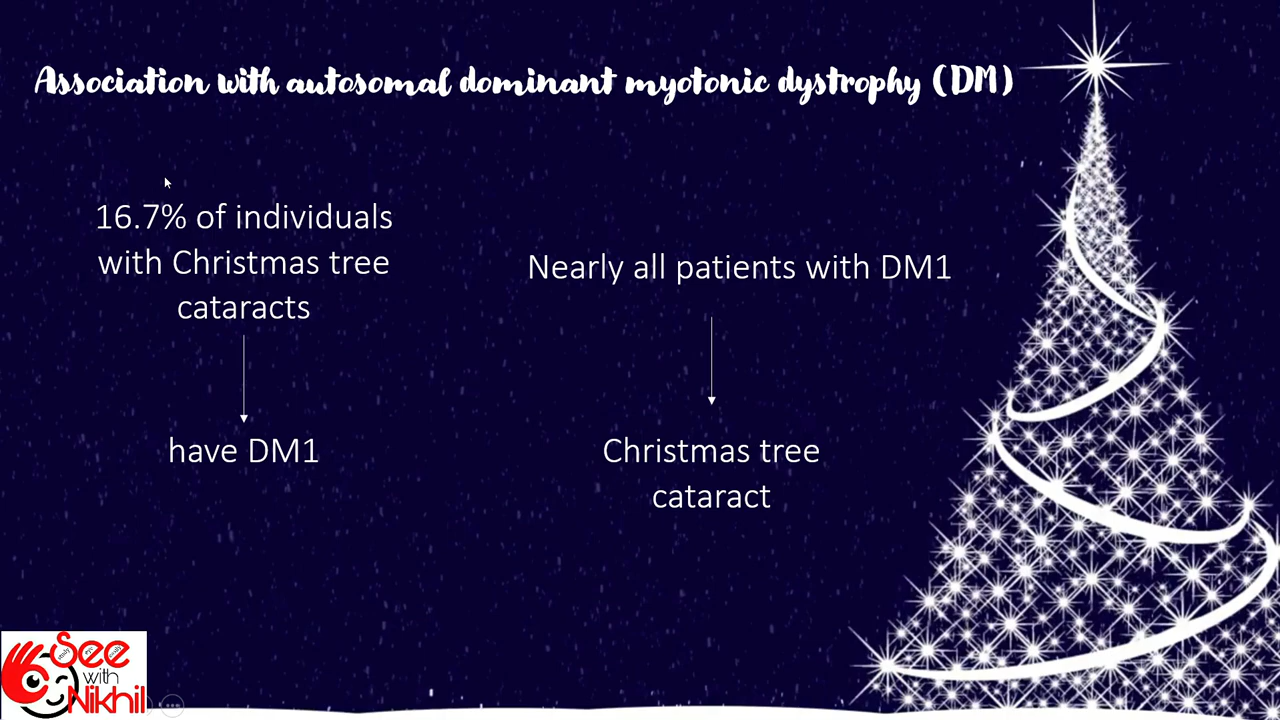 Association with autosomal dominant myotonic dystrophy (DM)
16.7% of individuals
with Christmas tree
cataracts
have DM1
Nearly all patients with DM1
Christmas tree
cataract
See
with
Nikhil